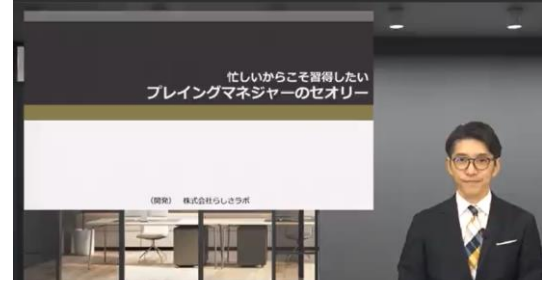 忙しいからこそ習得したい
プレイングマネジャーのセオリー
(開発) 株式会社らしさラボ